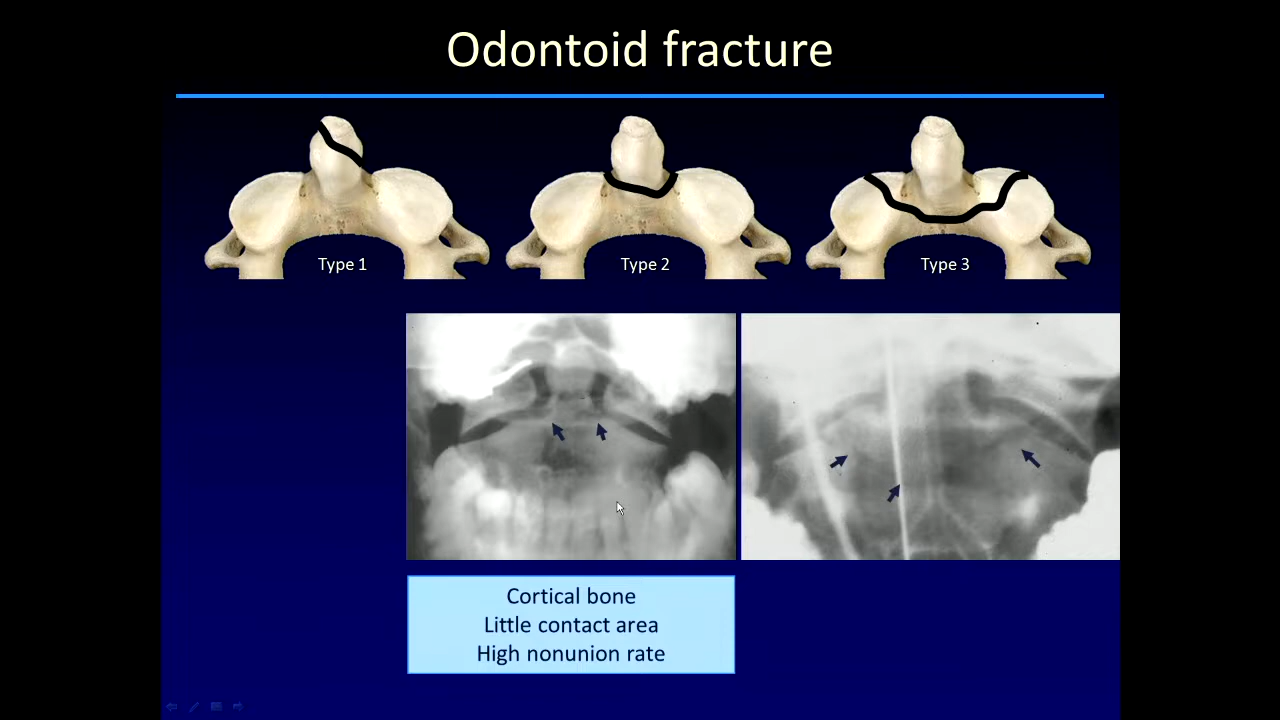 Odontoid fracture
Type 1
Type 2
Type 3
Cortical bone
Little contact area
High nonunion rate